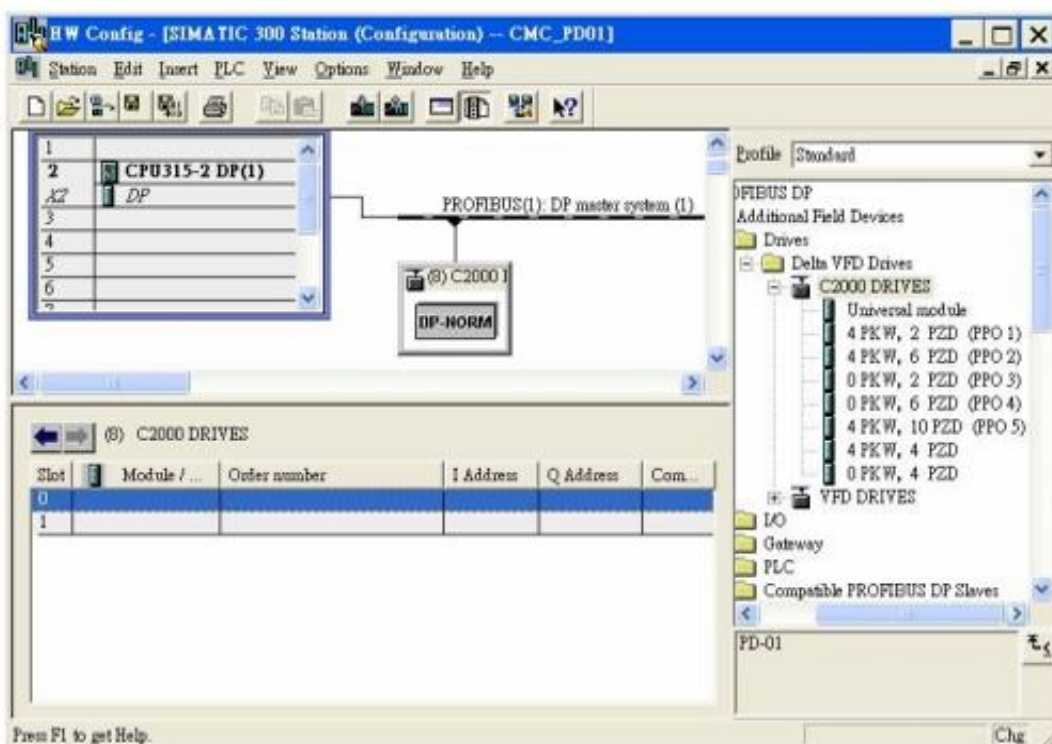 HW Config - [SIMATIC 300 Station (Configuration) -- CMC_PD01]
Station Edit Insert PLC View Options Window Help
1
2 CPU315-2 DP(1)
X2 DP
3
4
5
6
PROFIBUS(1): DP master system (1)
(8) C2000 I
DP-NORM
Profile Standard
OFIBUS DP
Additional Field Devices
Drives
Delta VFD Drives
C2000 DRIVES
Universal module
4 PKW, 2 PZD (PPO 1)
4 PKW, 6 PZD (PPO 2)
0 PKW, 2 PZD (PPO 3)
0 PKW, 6 PZD (PPO 4)
4 PKW, 10 PZD (PPO 5)
4 PKW, 4 PZD
0 PKW, 4 PZD
VFD DRIVES
I/O
Gateway
PLC
Compatible PROFIBUS DP Slaves
PD-01
(8) C2000 DRIVES
Slot Module / ... Order number I Address Q Address Com...
0
1
Press F1 to get Help.
Chg